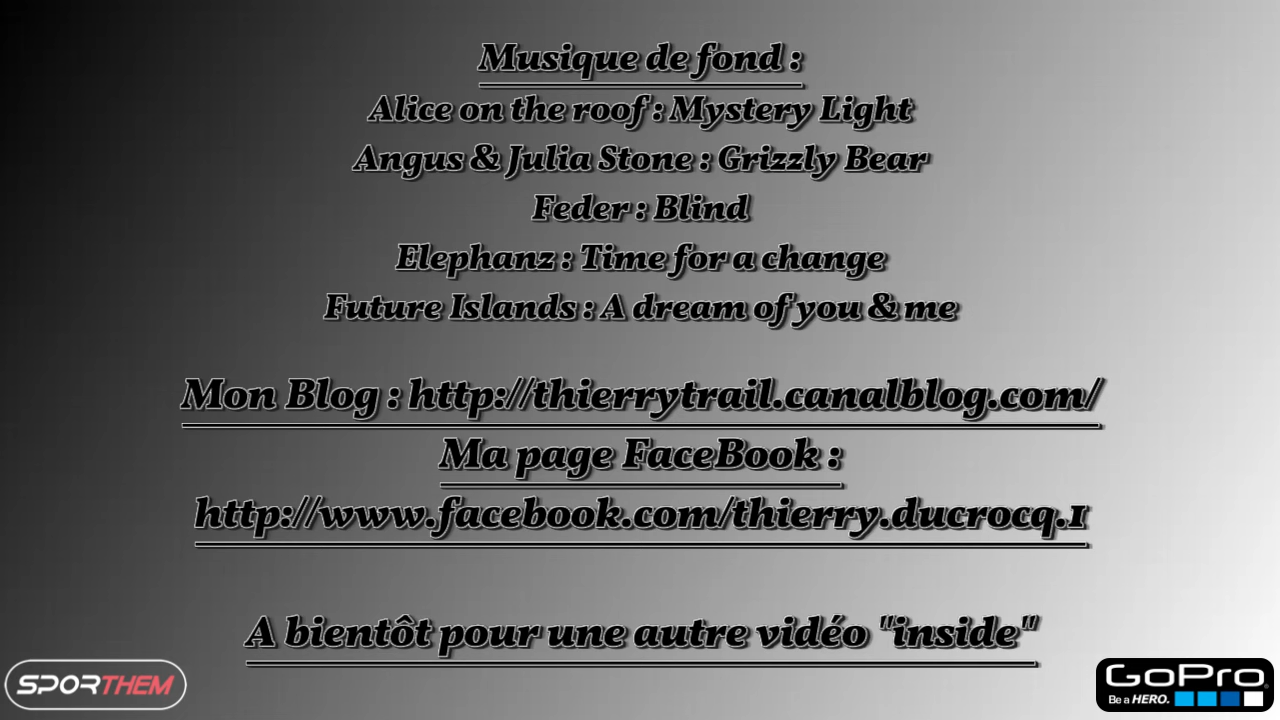 Musique de fond :
Alice on the roof : Mystery Light
Angus & Julia Stone : Grizzly Bear
Feder : Blind
Elephanz : Time for a change
Future Islands : A dream of you & me
Mon Blog : http://thierrytrail.canalblog.com/
Ma page FaceBook :
http://www.facebook.com/thierry.ducrocq.1
A bientôt pour une autre vidéo "inside"
SPORTHEM
GoPro
Be a HERO.